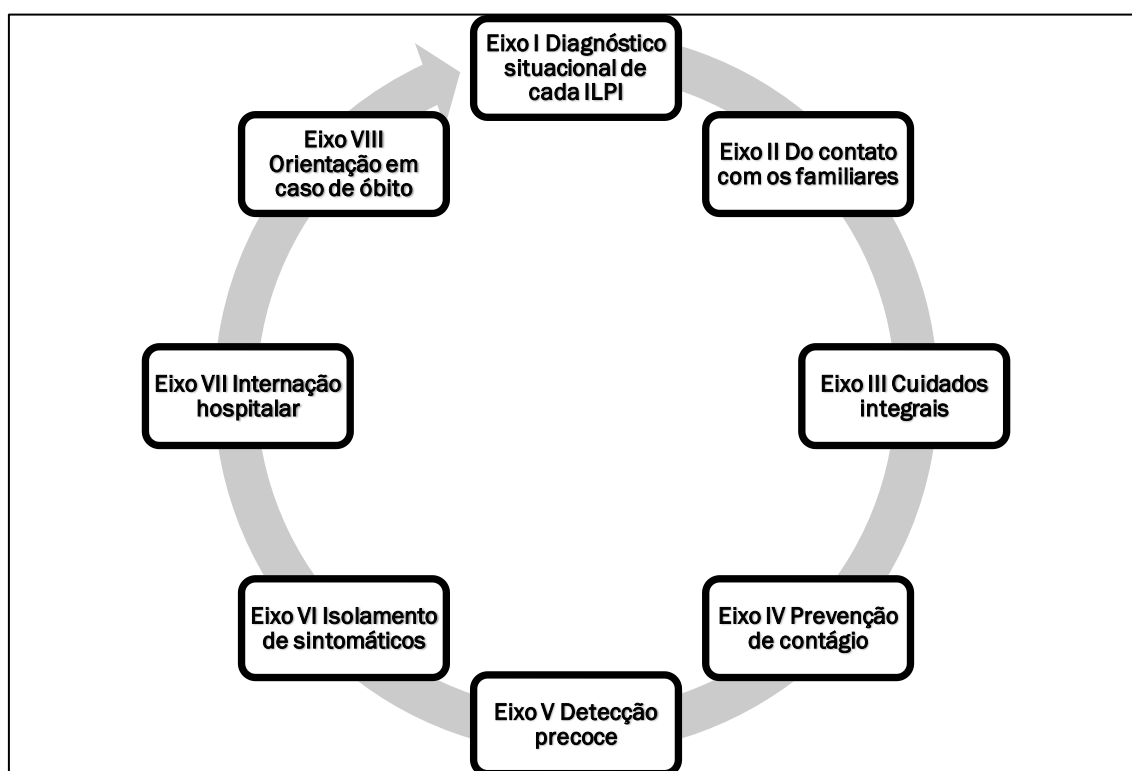 Eixo I Diagnóstico
situacional de
cada ILPI
Eixo II Do contato
com os familiares
Eixo III Cuidados
integrais
Eixo IV Prevenção
de contágio
Eixo V Detecção
precoce
Eixo VI Isolamento
de sintomáticos
Eixo VII Internação
hospitalar
Eixo VIII
Orientação em
caso de óbito